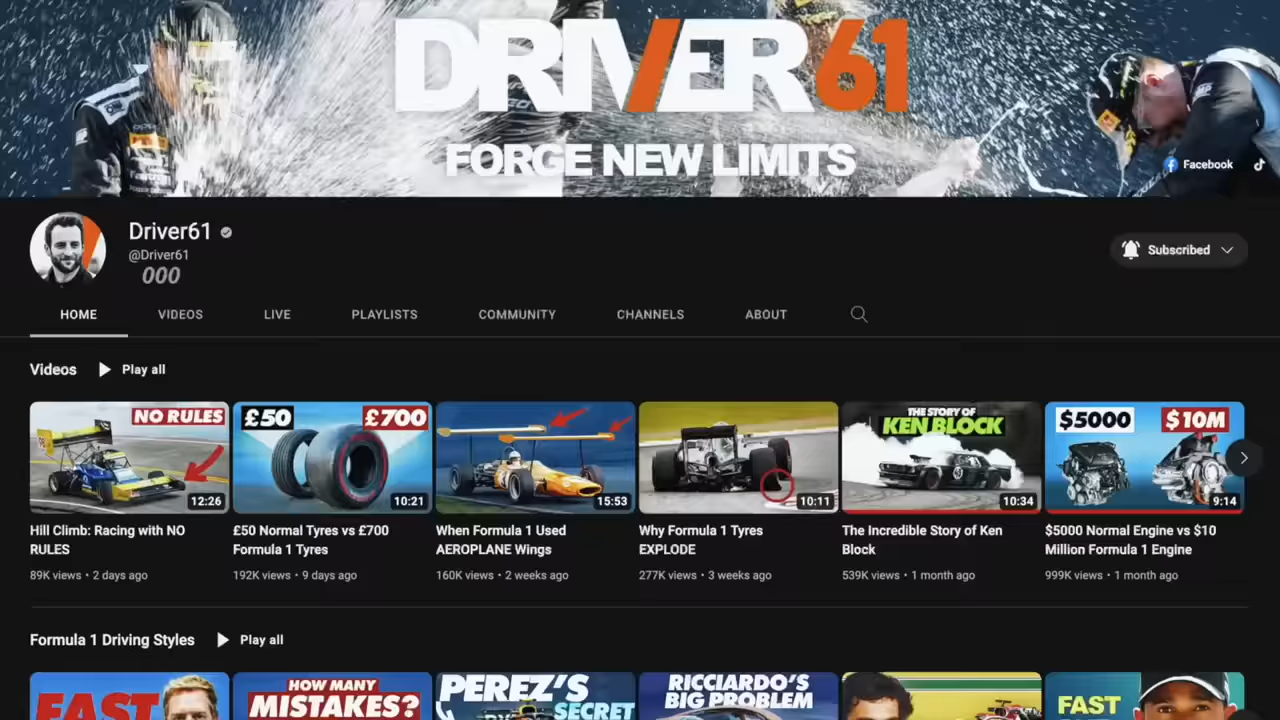 DRIVER61
FORGE NEW LIMITS
Facebook
Driver61
@Driver61
000
Subscribed
HOME VIDEOS LIVE PLAYLISTS COMMUNITY CHANNELS ABOUT
Videos Play all
NO RULES
12:26
£50 £700
10:21
15:53
10:11
THE STORY OF
KEN BLOCK
10:34
$5000 $10M
9:14
Hill Climb: Racing with NO
RULES
89K views • 2 days ago
£50 Normal Tyres vs £700
Formula 1 Tyres
192K views • 9 days ago
When Formula 1 Used
AEROPLANE Wings
160K views • 2 weeks ago
Why Formula 1 Tyres
EXPLODE
277K views • 3 weeks ago
The Incredible Story of Ken
Block
539K views • 1 month ago
$5000 Normal Engine vs $10
Million Formula 1 Engine
999K views • 1 month ago
Formula 1 Driving Styles Play all
FAST
HOW MANY
MISTAKES?
PEREZ'S
SECRET
RICCIARDO'S
BIG PROBLEM
FAST